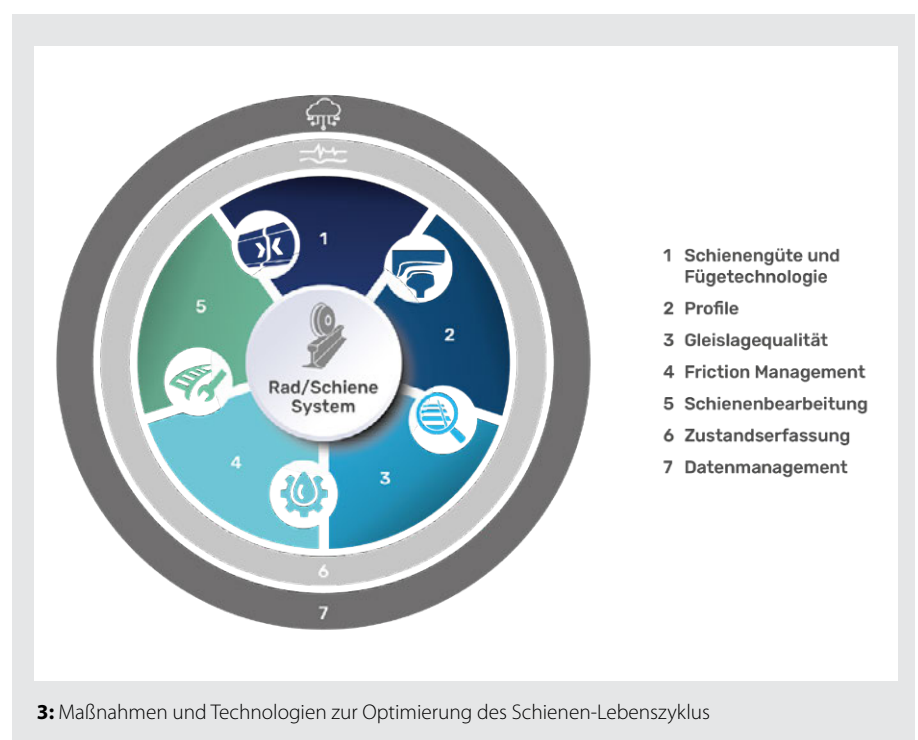 1
2
3
4
5
6
7
Rad/Schiene
System
1 Schienengüte und
Fügetechnologie
2 Profile
3 Gleislagequalität
4 Friction Management
5 Schienenbearbeitung
6 Zustandserfassung
7 Datenmanagement
3: Maßnahmen und Technologien zur Optimierung des Schienen-Lebenszyklus